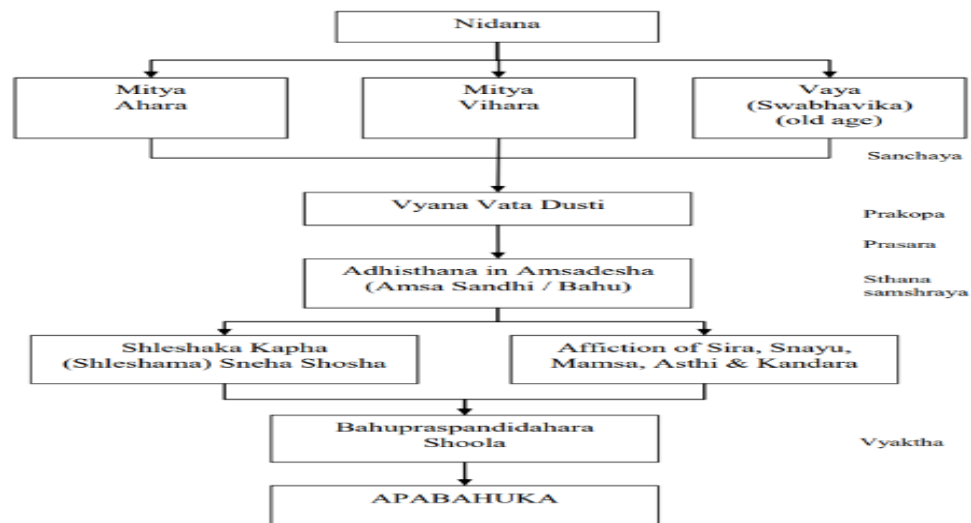 Nidana
Mitya
Ahara
Mitya
Vihara
Vaya
(Swabhavika)
(old age)
Sanchaya
Vyana Vata Dusti
Prakopa
Prasara
Adhisthana in Amsadesha
(Amsa Sandhi / Bahu)
Sthana
samshraya
Shleshaka Kapha
(Shleshama) Sneha Shosha
Affiction of Sira, Snayu,
Mamsa, Asthi & Kandara
Bahupraspandidahara
Shoola
Vyaktha
APABAHUKA